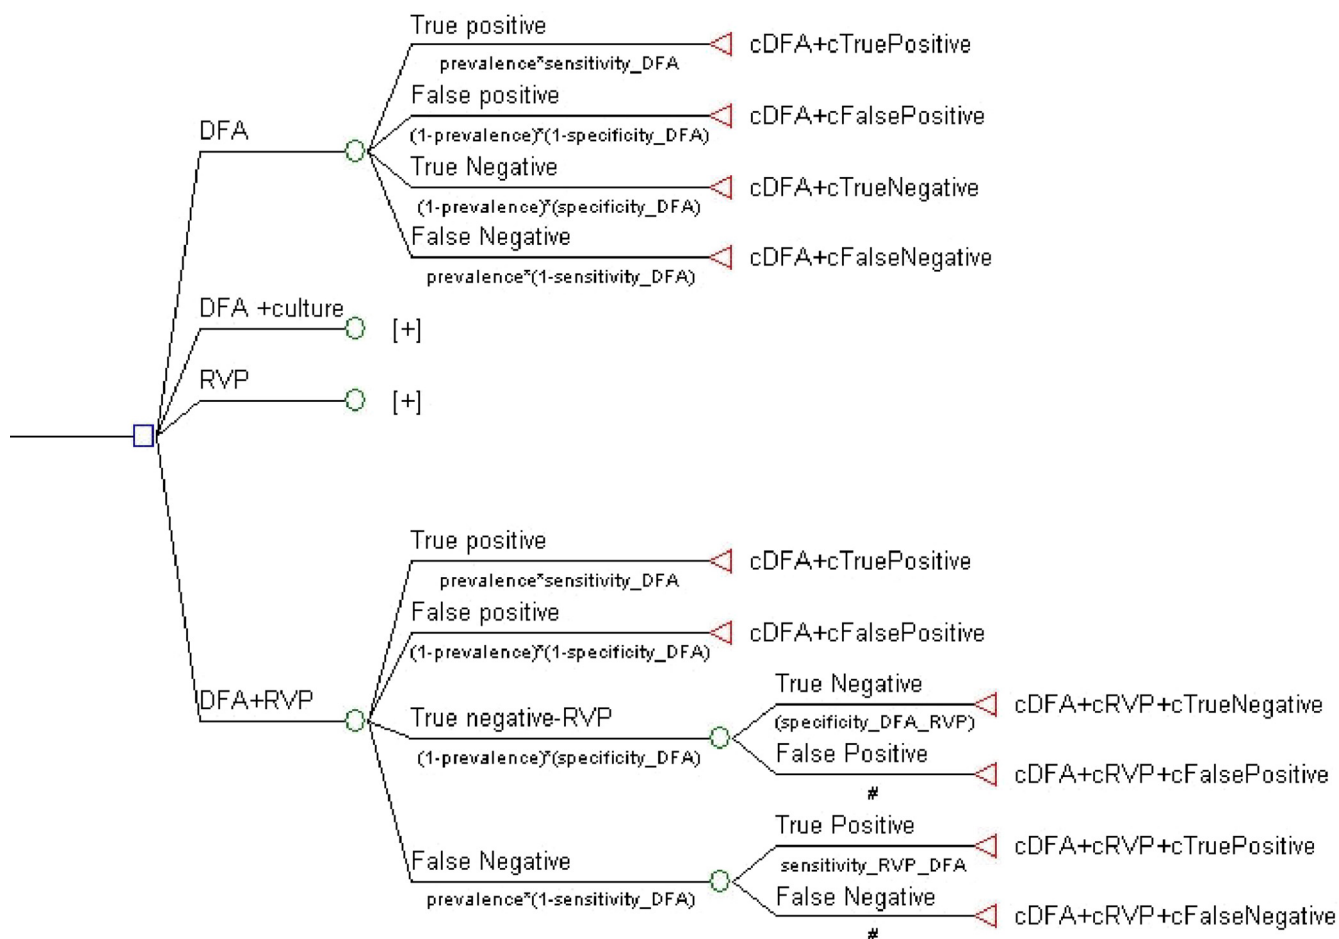 True positive
cDFA+cTruePositive
prevalence*sensitivity_DFA
False positive
cDFA+cFalsePositive
DFA
(1-prevalence)*(1-specificity_DFA)
True Negative
cDFA+cTrueNegative
(1-prevalence)*(specificity_DFA)
False Negative
cDFA+cFalseNegative
prevalence*(1-sensitivity_DFA)
DFA +culture
[+]
RVP
[+]
True positive
cDFA+cTruePositive
prevalence*sensitivity_DFA
False positive
cDFA+cFalsePositive
(1-prevalence)*(1-specificity_DFA)
DFA+RVP
True negative-RVP
(1-prevalence)*(specificity_DFA)
True Negative
cDFA+cRVP+cTrueNegative
(specificity_DFA_RVP)
False Positive
cDFA+cRVP+cFalsePositive
#
False Negative
prevalence*(1-sensitivity_DFA)
True Positive
cDFA+cRVP+cTruePositive
sensitivity_RVP_DFA
False Negative
cDFA+cRVP+cFalseNegative
#